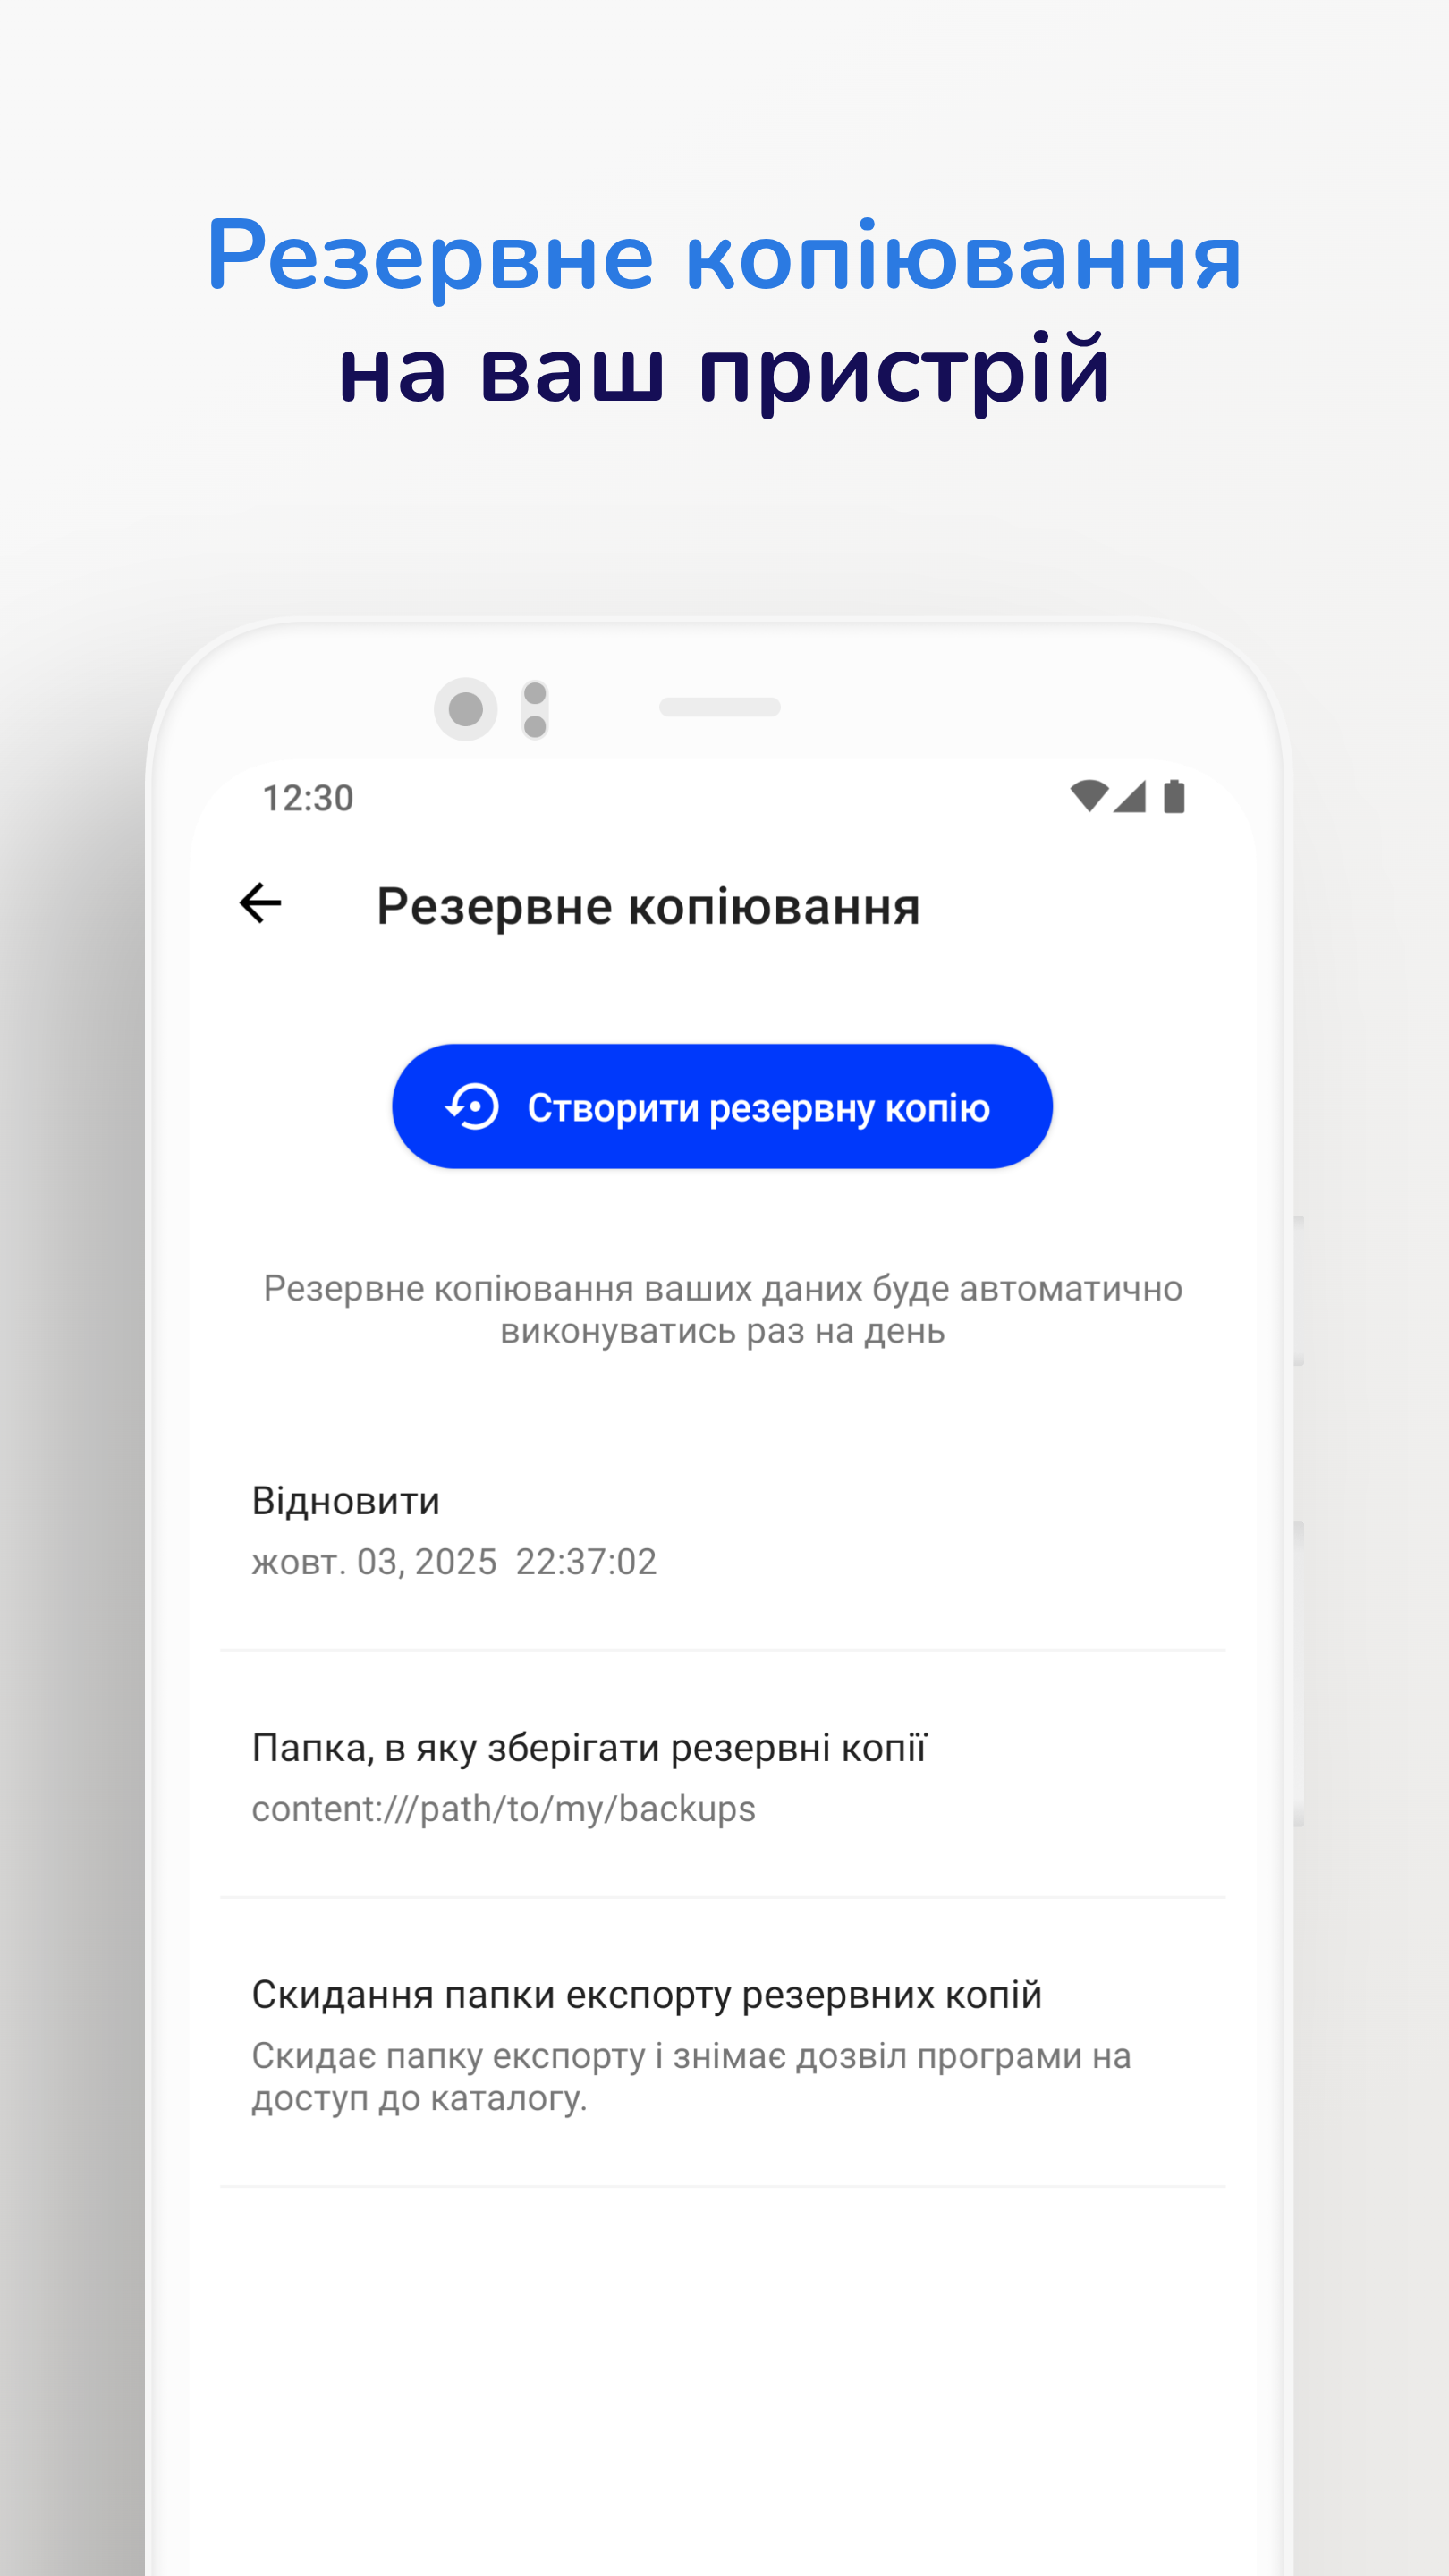 Резервне копіювання
на ваш пристрій
12:30
Резервне копіювання
Створити резервну копію
Резервне копіювання ваших даних буде автоматично
виконуватись раз на день
Відновити
жовт. 03, 2025  22:37:02
Папка, в яку зберігати резервні копії
content:///path/to/my/backups
Скидання папки експорту резервних копій
Скидає папку експорту і знімає дозвіл програми на
доступ до каталогу.